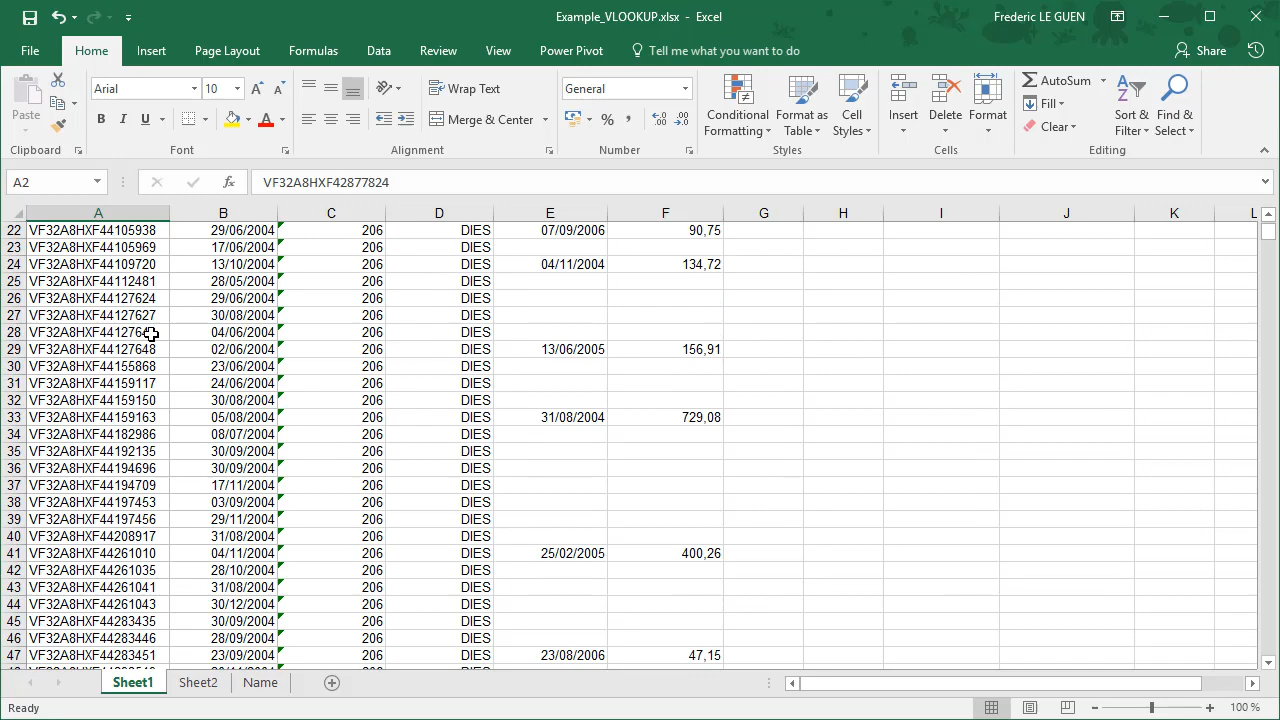 Example_VLOOKUP.xlsx - Excel
Frederic LE GUEN
File Home Insert Page Layout Formulas Data Review View Power Pivot Tell me what you want to do Share
Paste
Clipboard
Arial 10
B I U A
Font
Wrap Text
Merge & Center
Alignment
General
% ,
Number
Conditional Formatting
Format as Table
Cell Styles
Styles
Insert Delete Format
Cells
AutoSum
Fill
Clear
Sort & Filter
Find & Select
Editing
A2 fx VF32A8HXF42877824
A B C D E F G H I J K L
22 VF32A8HXF44105938 29/06/2004 206 DIES 07/09/2006 90,75
23 VF32A8HXF44105969 17/06/2004 206 DIES
24 VF32A8HXF44109720 13/10/2004 206 DIES 04/11/2004 134,72
25 VF32A8HXF44112481 28/05/2004 206 DIES
26 VF32A8HXF44127624 29/06/2004 206 DIES
27 VF32A8HXF44127627 30/08/2004 206 DIES
28 04/06/2004 206 DIES
29 VF32A8HXF44127648 02/06/2004 206 DIES 13/06/2005 156,91
30 VF32A8HXF44155868 23/06/2004 206 DIES
31 VF32A8HXF44159117 24/06/2004 206 DIES
32 VF32A8HXF44159150 30/08/2004 206 DIES
33 VF32A8HXF44159163 05/08/2004 206 DIES 31/08/2004 729,08
34 VF32A8HXF44182986 08/07/2004 206 DIES
35 VF32A8HXF44192135 30/09/2004 206 DIES
36 VF32A8HXF44194696 30/09/2004 206 DIES
37 VF32A8HXF44194709 17/11/2004 206 DIES
38 VF32A8HXF44197453 03/09/2004 206 DIES
39 VF32A8HXF44197456 29/11/2004 206 DIES
40 VF32A8HXF44208917 31/08/2004 206 DIES
41 VF32A8HXF44261010 04/11/2004 206 DIES 25/02/2005 400,26
42 VF32A8HXF44261035 28/10/2004 206 DIES
43 VF32A8HXF44261041 31/08/2004 206 DIES
44 VF32A8HXF44261043 30/12/2004 206 DIES
45 VF32A8HXF44283435 30/09/2004 206 DIES
46 VF32A8HXF44283446 28/09/2004 206 DIES
47 VF32A8HXF44283451 23/09/2004 206 DIES 23/08/2006 47,15
Sheet1 Sheet2 Name
Ready 100 %